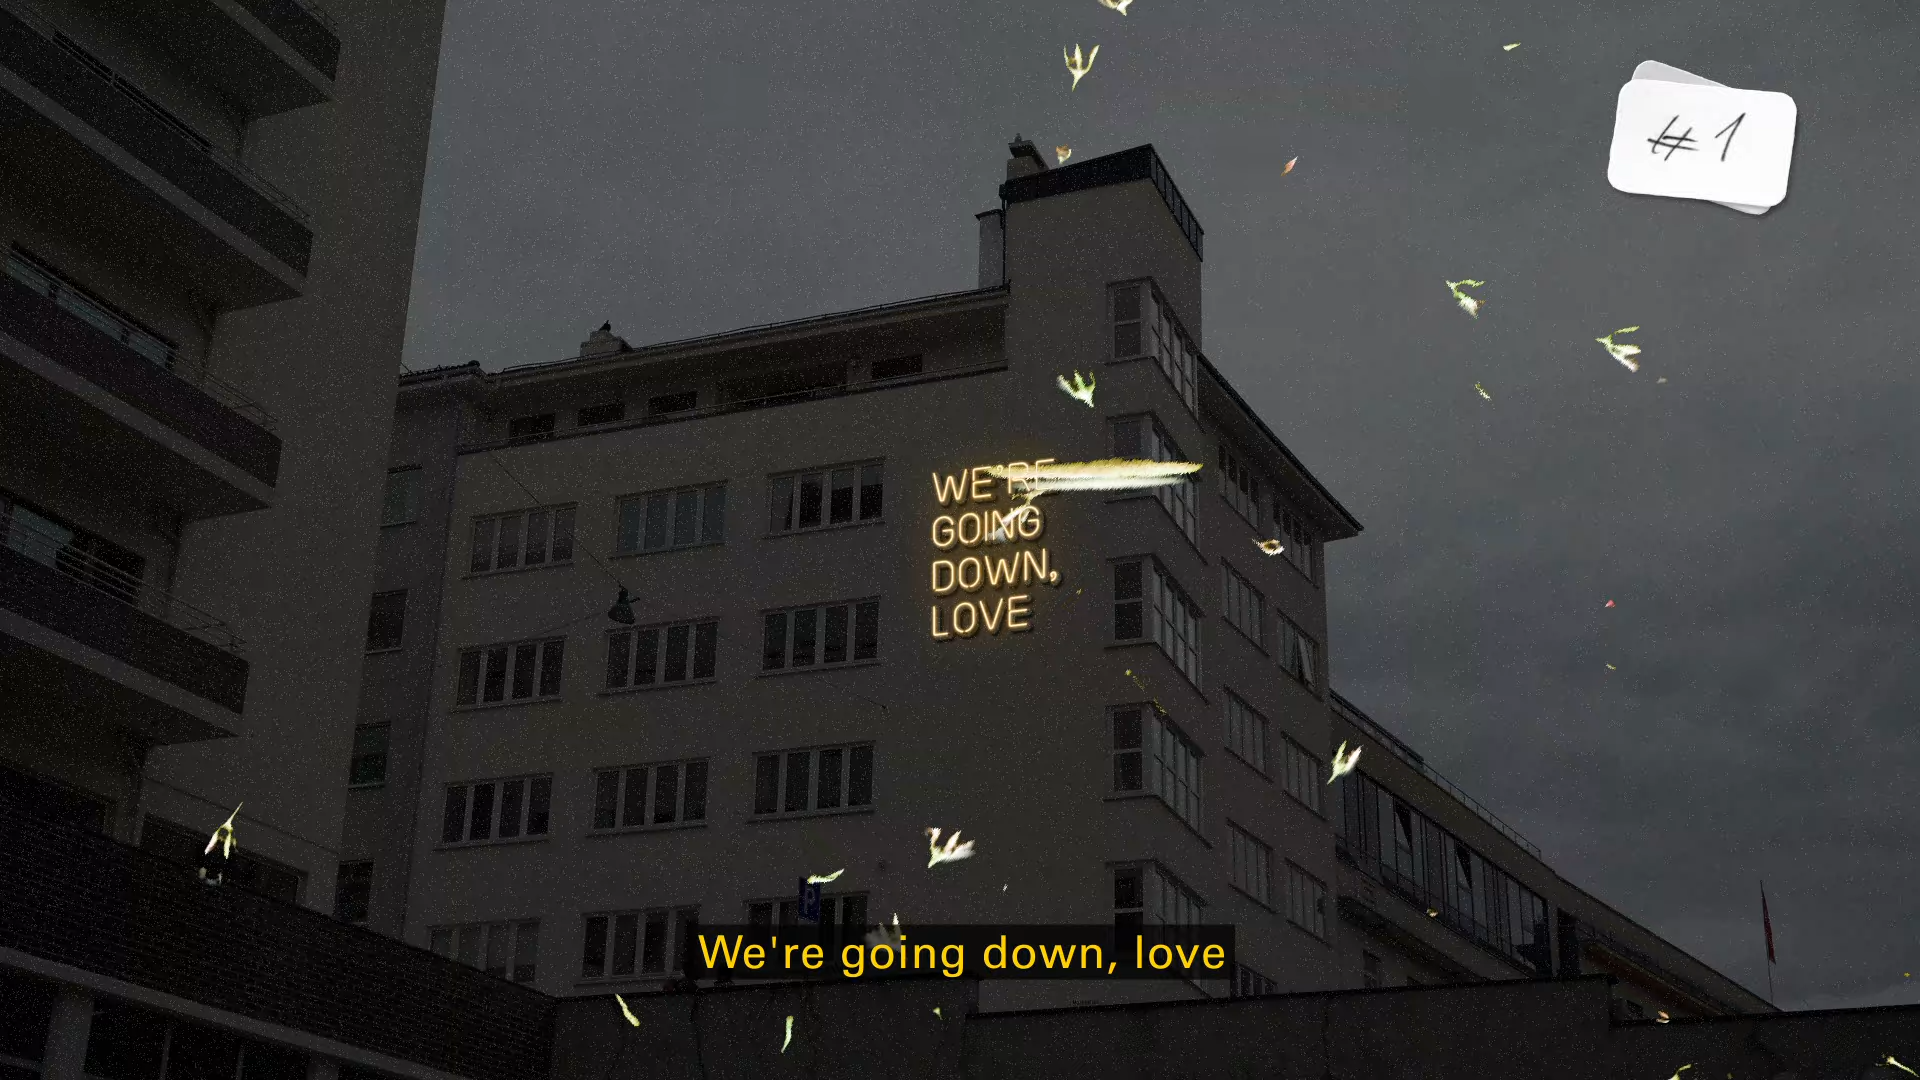 #1
WE'RE
GOING
DOWN,
LOVE
P
We're going down, love